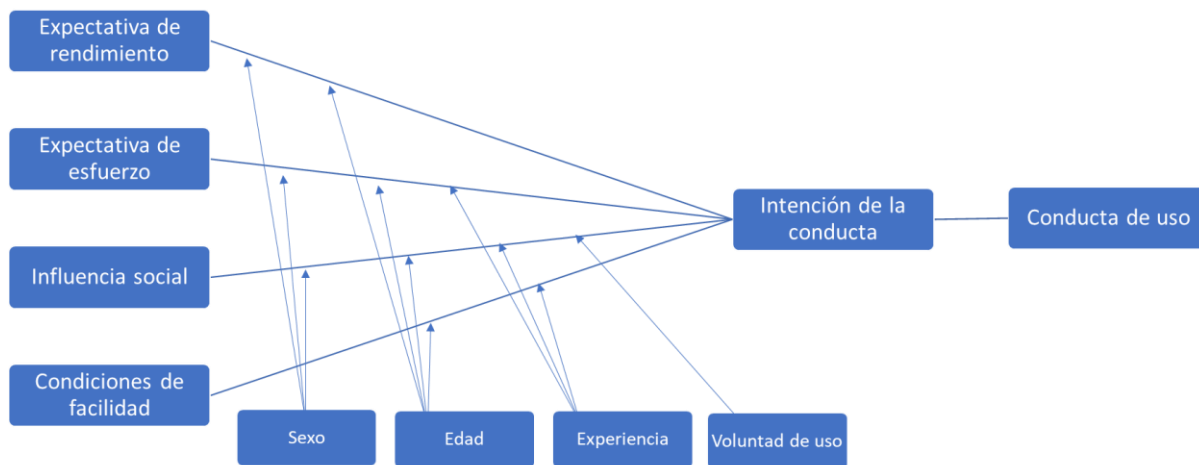 Expectativa de
rendimiento
Expectativa de
esfuerzo
Influencia social
Condiciones de
facilidad
Intención de la
conducta
Conducta de uso
Sexo
Edad
Experiencia
Voluntad de uso